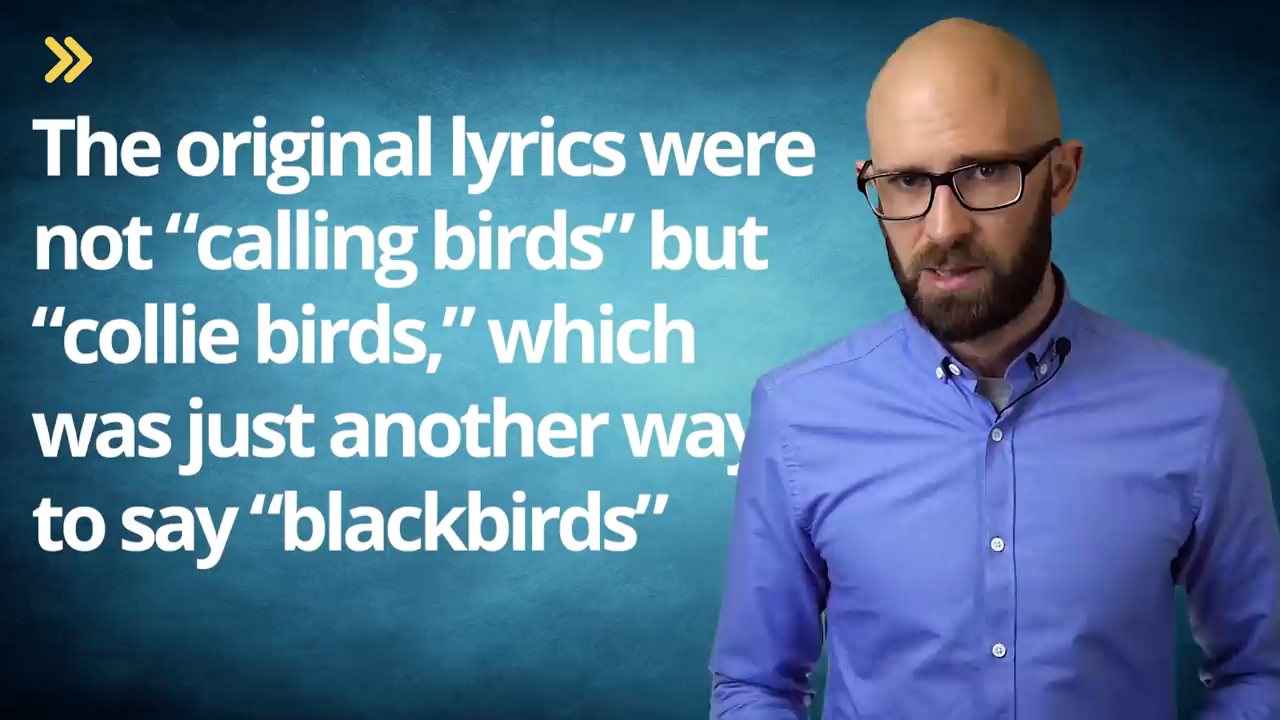 The original lyrics were
not “calling birds” but
“collie birds,” which
was just another way
to say “blackbirds”